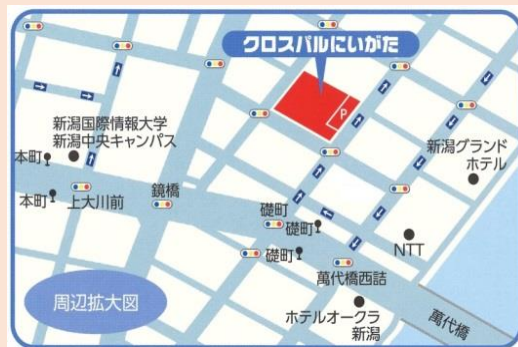 クロスパルにいがた
P
新潟国際情報大学
新潟中央キャンパス
本町
本町
上大川前
鏡橋
礎町
礎町
礎町
新潟グランド
ホテル
NTT
萬代橋西詰
ホテルオークラ
新潟
萬代橋
周辺拡大図